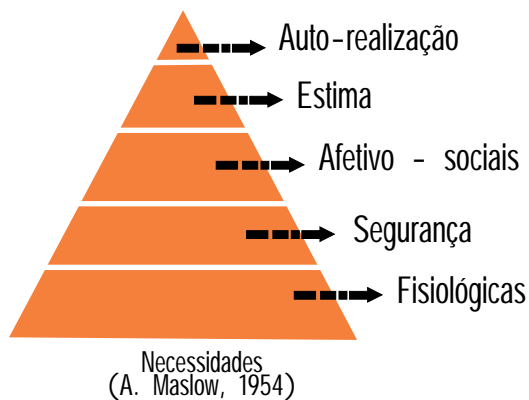 Auto-realização
Estima
Afetivo - sociais
Segurança
Fisiológicas
Necessidades
(A. Maslow, 1954)